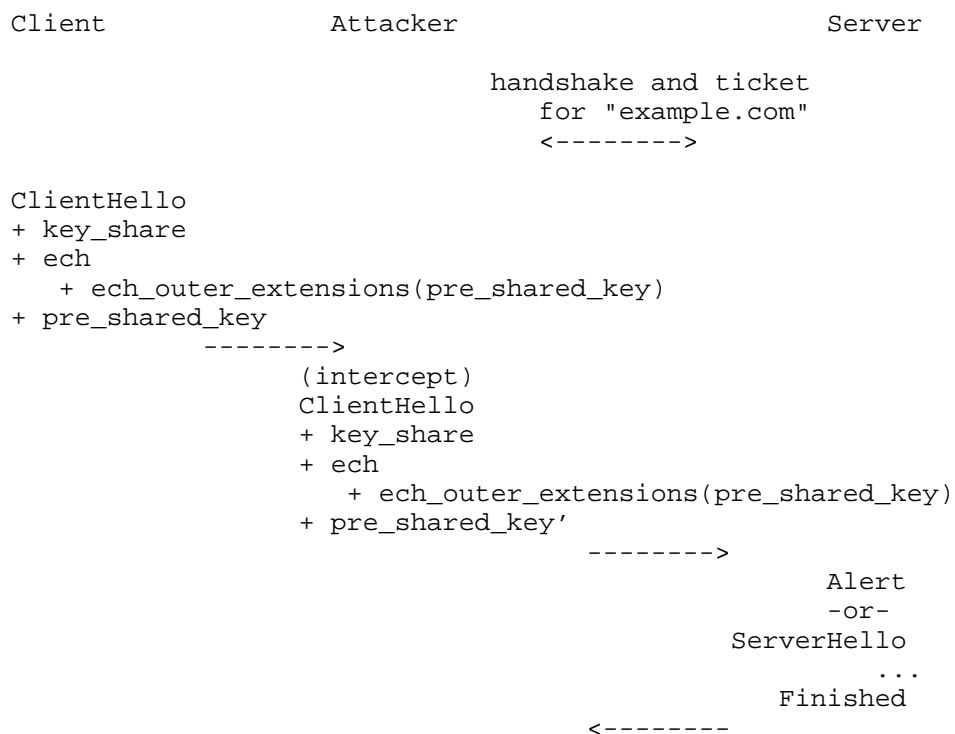 Client Attacker Server
handshake and ticket
for "example.com"
<-------->
ClientHello
+ key_share
+ ech
+ ech_outer_extensions(pre_shared_key)
+ pre_shared_key
-------->
(intercept)
ClientHello
+ key_share
+ ech
+ ech_outer_extensions(pre_shared_key)
+ pre_shared_key’
-------->
Alert
-or-
ServerHello
...
Finished
<--------